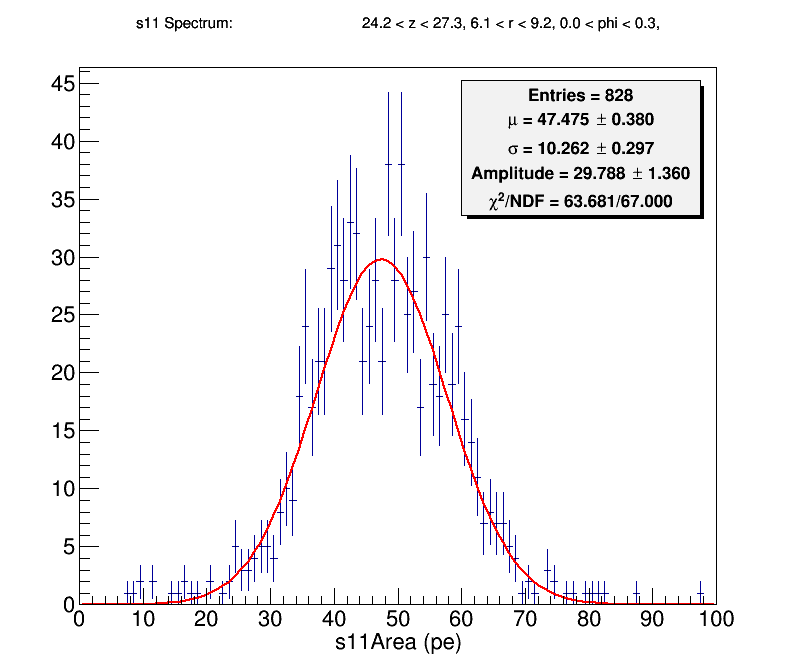 s11 Spectrum: 24.2 < z < 27.3, 6.1 < r < 9.2, 0.0 < phi < 0.3,
Entries = 828
μ = 47.475 ± 0.380
σ = 10.262 ± 0.297
Amplitude = 29.788 ± 1.360
χ²/NDF = 63.681/67.000
45
40
35
30
25
20
15
10
5
0
0 10 20 30 40 50 60 70 80 90 100
s11Area (pe)